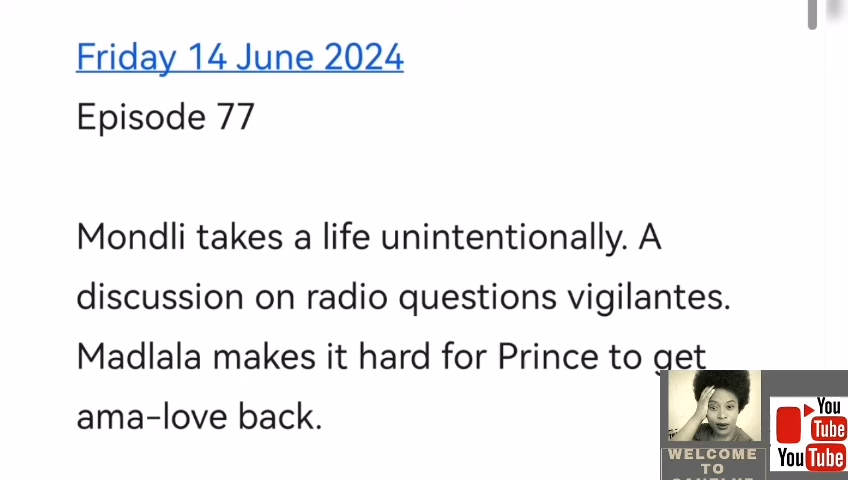 Friday 14 June 2024
Episode 77
Mondli takes a life unintentionally. A
discussion on radio questions vigilantes.
Madlala makes it hard for Prince to get
ama-love back.
You
Tube
YouTube
WELCOME
TO